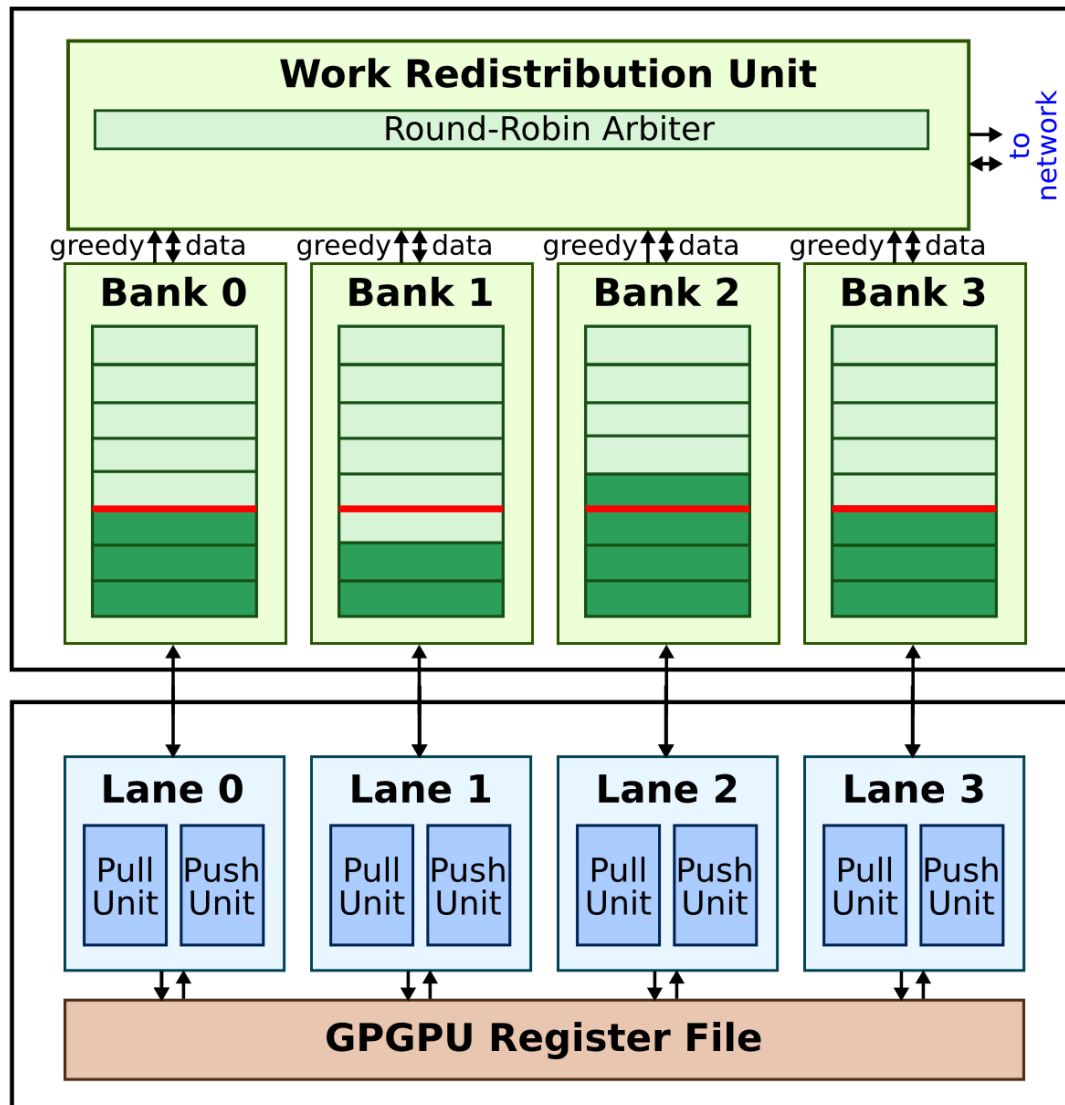 Work Redistribution Unit
Round-Robin Arbiter
to
network
greedy data greedy data greedy data greedy data
Bank 0 Bank 1 Bank 2 Bank 3
Lane 0 Lane 1 Lane 2 Lane 3
Pull Push Pull Push Pull Push Pull Push
Unit Unit Unit Unit Unit Unit Unit Unit
GPGPU Register File